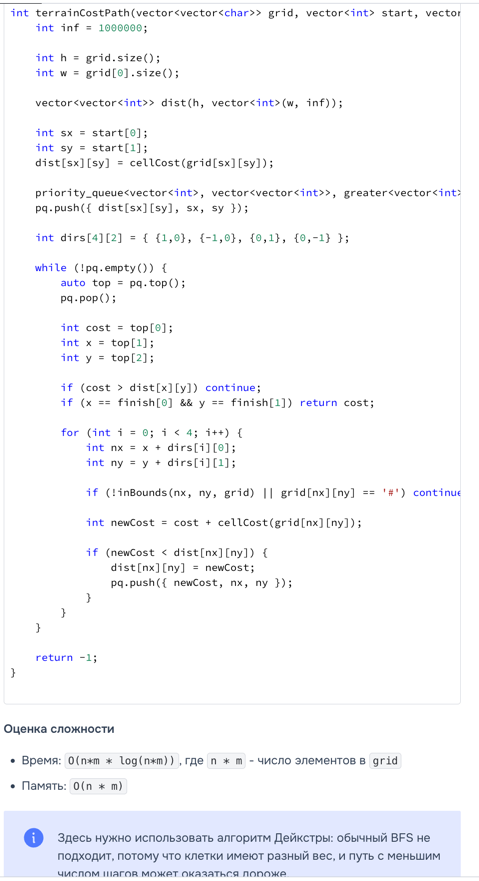 int terrainCostPath(vector<vector<char>> grid, vector<int> start, vector
    int inf = 1000000;

    int h = grid.size();
    int w = grid[0].size();

    vector<vector<int>> dist(h, vector<int>(w, inf));

    int sx = start[0];
    int sy = start[1];
    dist[sx][sy] = cellCost(grid[sx][sy]);

    priority_queue<vector<int>, vector<vector<int>>, greater<vector<int>
    pq.push({ dist[sx][sy], sx, sy });

    int dirs[4][2] = { {1,0}, {-1,0}, {0,1}, {0,-1} };

    while (!pq.empty()) {
        auto top = pq.top();
        pq.pop();

        int cost = top[0];
        int x = top[1];
        int y = top[2];

        if (cost > dist[x][y]) continue;
        if (x == finish[0] && y == finish[1]) return cost;

        for (int i = 0; i < 4; i++) {
            int nx = x + dirs[i][0];
            int ny = y + dirs[i][1];

            if (!inBounds(nx, ny, grid) || grid[nx][ny] == '#') continue

            int newCost = cost + cellCost(grid[nx][ny]);

            if (newCost < dist[nx][ny]) {
                dist[nx][ny] = newCost;
                pq.push({ newCost, nx, ny });
            }
        }
    }

    return -1;
}
Оценка сложности
• Время: O(n*m * log(n*m)), где n * m - число элементов в grid
• Память: O(n * m)
Здесь нужно использовать алгоритм Дейкстры: обычный BFS не
подходит, потому что клетки имеют разный вес, и путь с меньшим
числом шагов может оказаться дороже